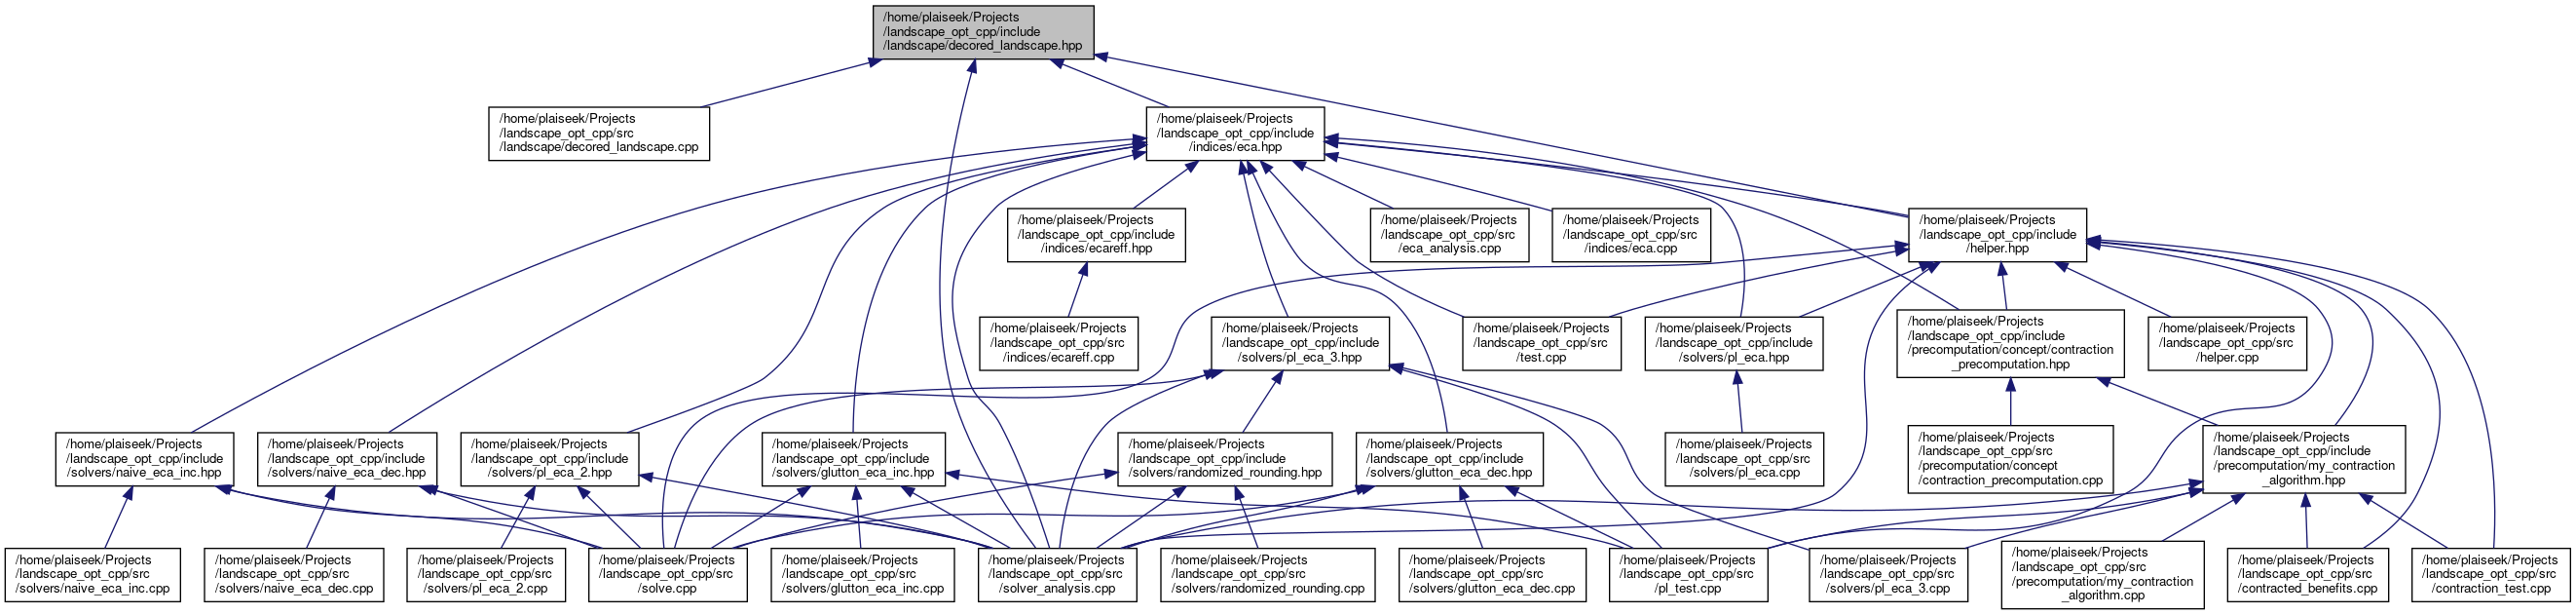 /home/plaiseek/Projects
/landscape_opt_cpp/include
/landscape/decored_landscape.hpp
/home/plaiseek/Projects
/landscape_opt_cpp/src
/landscape/decored_landscape.cpp
/home/plaiseek/Projects
/landscape_opt_cpp/include
/indices/eca.hpp
/home/plaiseek/Projects
/landscape_opt_cpp/include
/indices/ecareff.hpp
/home/plaiseek/Projects
/landscape_opt_cpp/src
/eca_analysis.cpp
/home/plaiseek/Projects
/landscape_opt_cpp/src
/indices/eca.cpp
/home/plaiseek/Projects
/landscape_opt_cpp/include
/helper.hpp
/home/plaiseek/Projects
/landscape_opt_cpp/src
/indices/ecareff.cpp
/home/plaiseek/Projects
/landscape_opt_cpp/include
/solvers/pl_eca_3.hpp
/home/plaiseek/Projects
/landscape_opt_cpp/src
/test.cpp
/home/plaiseek/Projects
/landscape_opt_cpp/include
/solvers/pl_eca.hpp
/home/plaiseek/Projects
/landscape_opt_cpp/include
/precomputation/concept/contraction
_precomputation.hpp
/home/plaiseek/Projects
/landscape_opt_cpp/src
/helper.cpp
/home/plaiseek/Projects
/landscape_opt_cpp/include
/solvers/naive_eca_inc.hpp
/home/plaiseek/Projects
/landscape_opt_cpp/include
/solvers/naive_eca_dec.hpp
/home/plaiseek/Projects
/landscape_opt_cpp/include
/solvers/pl_eca_2.hpp
/home/plaiseek/Projects
/landscape_opt_cpp/include
/solvers/glutton_eca_inc.hpp
/home/plaiseek/Projects
/landscape_opt_cpp/include
/solvers/randomized_rounding.hpp
/home/plaiseek/Projects
/landscape_opt_cpp/include
/solvers/glutton_eca_dec.hpp
/home/plaiseek/Projects
/landscape_opt_cpp/src
/solvers/pl_eca.cpp
/home/plaiseek/Projects
/landscape_opt_cpp/src
/precomputation/concept
/contraction_precomputation.cpp
/home/plaiseek/Projects
/landscape_opt_cpp/include
/precomputation/my_contraction
_algorithm.hpp
/home/plaiseek/Projects
/landscape_opt_cpp/src
/solvers/naive_eca_inc.cpp
/home/plaiseek/Projects
/landscape_opt_cpp/src
/solvers/naive_eca_dec.cpp
/home/plaiseek/Projects
/landscape_opt_cpp/src
/solvers/pl_eca_2.cpp
/home/plaiseek/Projects
/landscape_opt_cpp/src
/solve.cpp
/home/plaiseek/Projects
/landscape_opt_cpp/src
/solvers/glutton_eca_inc.cpp
/home/plaiseek/Projects
/landscape_opt_cpp/src
/solver_analysis.cpp
/home/plaiseek/Projects
/landscape_opt_cpp/src
/solvers/randomized_rounding.cpp
/home/plaiseek/Projects
/landscape_opt_cpp/src
/solvers/glutton_eca_dec.cpp
/home/plaiseek/Projects
/landscape_opt_cpp/src
/pl_test.cpp
/home/plaiseek/Projects
/landscape_opt_cpp/src
/solvers/pl_eca_3.cpp
/home/plaiseek/Projects
/landscape_opt_cpp/src
/precomputation/my_contraction
_algorithm.cpp
/home/plaiseek/Projects
/landscape_opt_cpp/src
/contracted_benefits.cpp
/home/plaiseek/Projects
/landscape_opt_cpp/src
/contraction_test.cpp